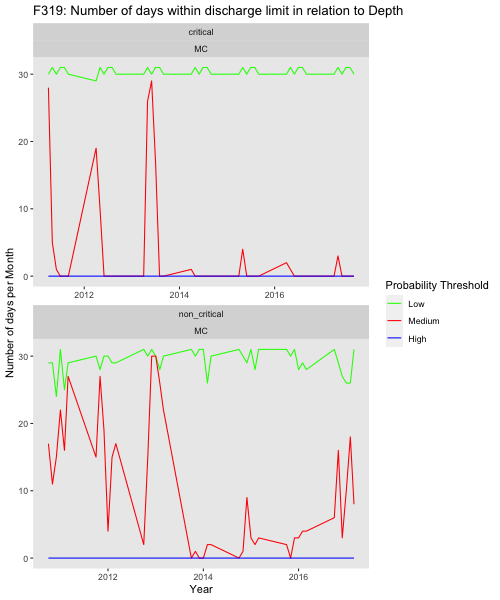 F319: Number of days within discharge limit in relation to Depth
critical
MC
30
20
10
0
2012 2014 2016
Number of days per Month
non_critical
MC
30
20
10
0
2012 2014 2016
Year
Probability Threshold
Low
Medium
High